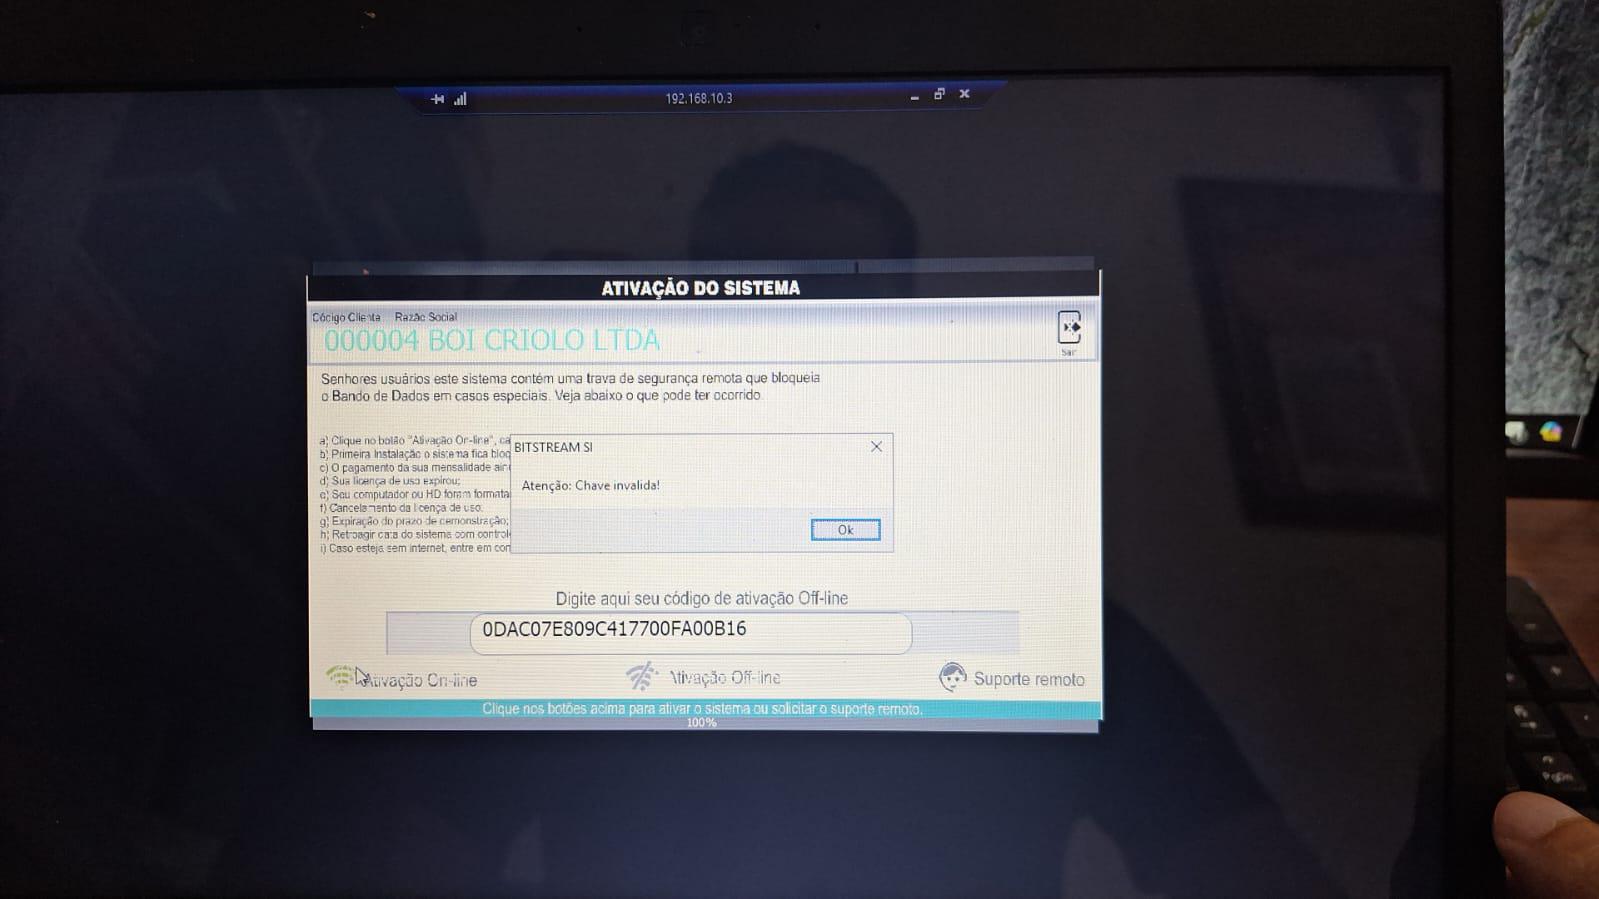 192.168.10.3
ATIVAÇÃO DO SISTEMA
Código Cliente Razão Social
000004 BOI CRIOLO LTDA
Sair
Senhores usuários este sistema contém uma trava de segurança remota que bloqueia
o Bando de Dados em casos especiais. Veja abaixo o que pode ter ocorrido.
a) Clique no botão "Ativação On-line", ca
b) Primeira Instalação o sistema fica bloq
c) O pagamento da sua mensalidade ain
d) Sua licença de uso expirou;
e) Seu computador ou HD foram formata
f) Cancelamento da licença de uso.
g) Expiração do prazo de demonstração;
h) Retroagir data do sistema com control
i) Caso esteja sem internet, entre em con
BITSTREAM SI
Atenção: Chave invalida!
Ok
Digite aqui seu código de ativação Off-line
0DAC07E809C417700FA00B16
Ativação On-line
Ativação Off-line
Suporte remoto
Clique nos botões acima para ativar o sistema ou solicitar o suporte remoto.
100%